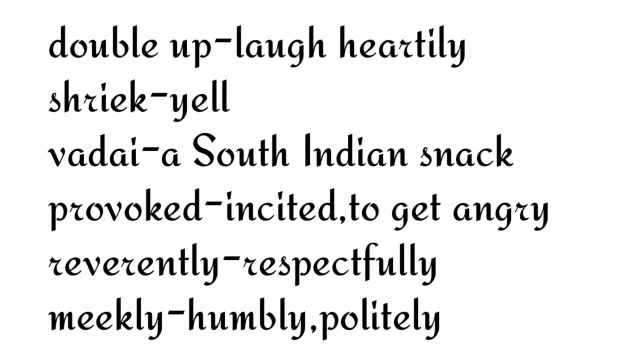 double up-laugh heartily
shriek-yell
vadai-a South Indian snack
provoked-incited,to get angry
reverently-respectfully
meekly-humbly,politely